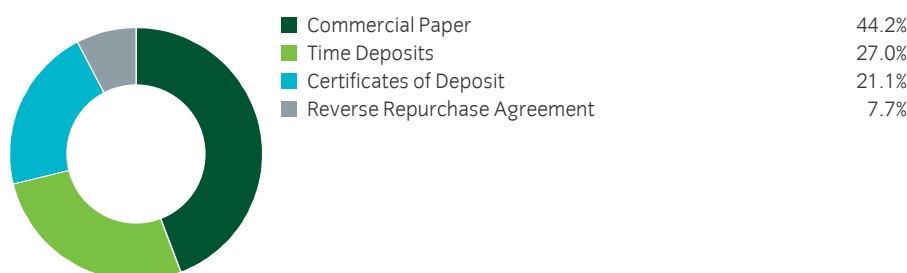 Commercial Paper 44.2%
Time Deposits 27.0%
Certificates of Deposit 21.1%
Reverse Repurchase Agreement 7.7%